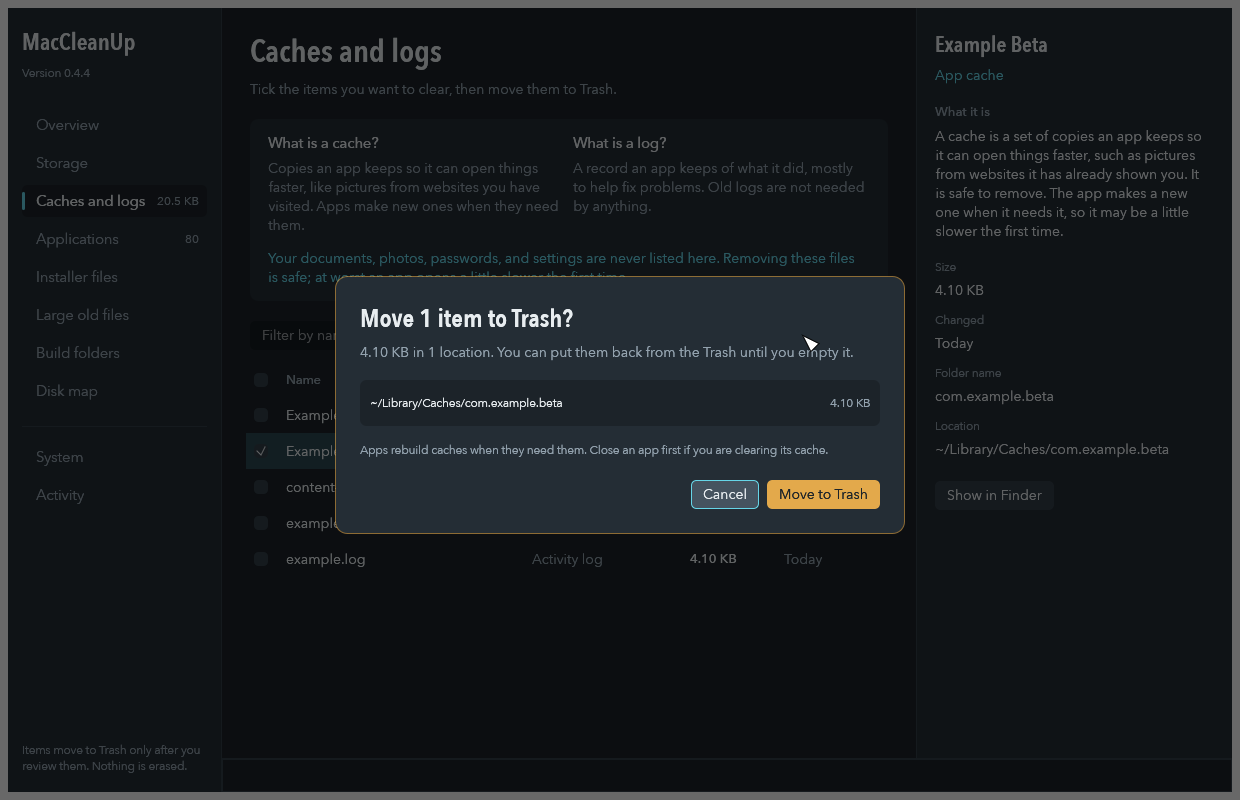 MacCleanUp
Version 0.4.4
Overview
Storage
Caches and logs 20.5 KB
Applications 80
Installer files
Large old files
Build folders
Disk map
System
Activity
Items move to Trash only after you
review them. Nothing is erased.
Caches and logs
Tick the items you want to clear, then move them to Trash.
What is a cache?
Copies an app keeps so it can open things
faster, like pictures from websites you have
visited. Apps make new ones when they need
them.
What is a log?
A record an app keeps of what it did, mostly
to help fix problems. Old logs are not needed
by anything.
Your documents, photos, passwords, and settings are never listed here. Removing these files
is safe; at worst an app opens a little slower the first time.
Filter by
Name
Move 1 item to Trash?
4.10 KB in 1 location. You can put them back from the Trash until you empty it.
~/Library/Caches/com.example.beta 4.10 KB
Apps rebuild caches when they need them. Close an app first if you are clearing its cache.
Cancel Move to Trash
content
example.log Activity log 4.10 KB Today
Example Beta
App cache
What it is
A cache is a set of copies an app keeps so
it can open things faster, such as pictures
from websites it has already shown you. It
is safe to remove. The app makes a new
one when it needs it, so it may be a little
slower the first time.
Size
4.10 KB
Changed
Today
Folder name
com.example.beta
Location
~/Library/Caches/com.example.beta
Show in Finder